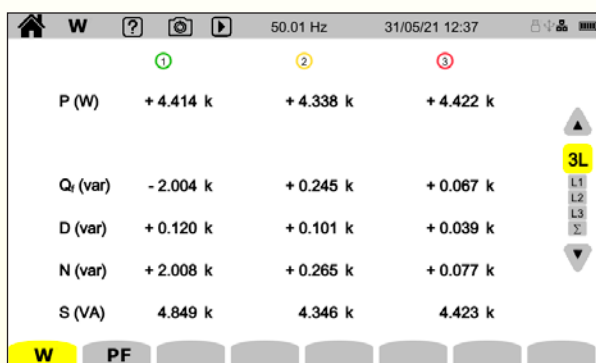 W ? 50.01 Hz 31/05/21 12:37
1 2 3
P (W) + 4.414 k + 4.338 k + 4.422 k
3L
L1
L2
L3
Σ
Qf (var) - 2.004 k + 0.245 k + 0.067 k
D (var) + 0.120 k + 0.101 k + 0.039 k
N (var) + 2.008 k + 0.265 k + 0.077 k
S (VA) 4.849 k 4.346 k 4.423 k
W PF